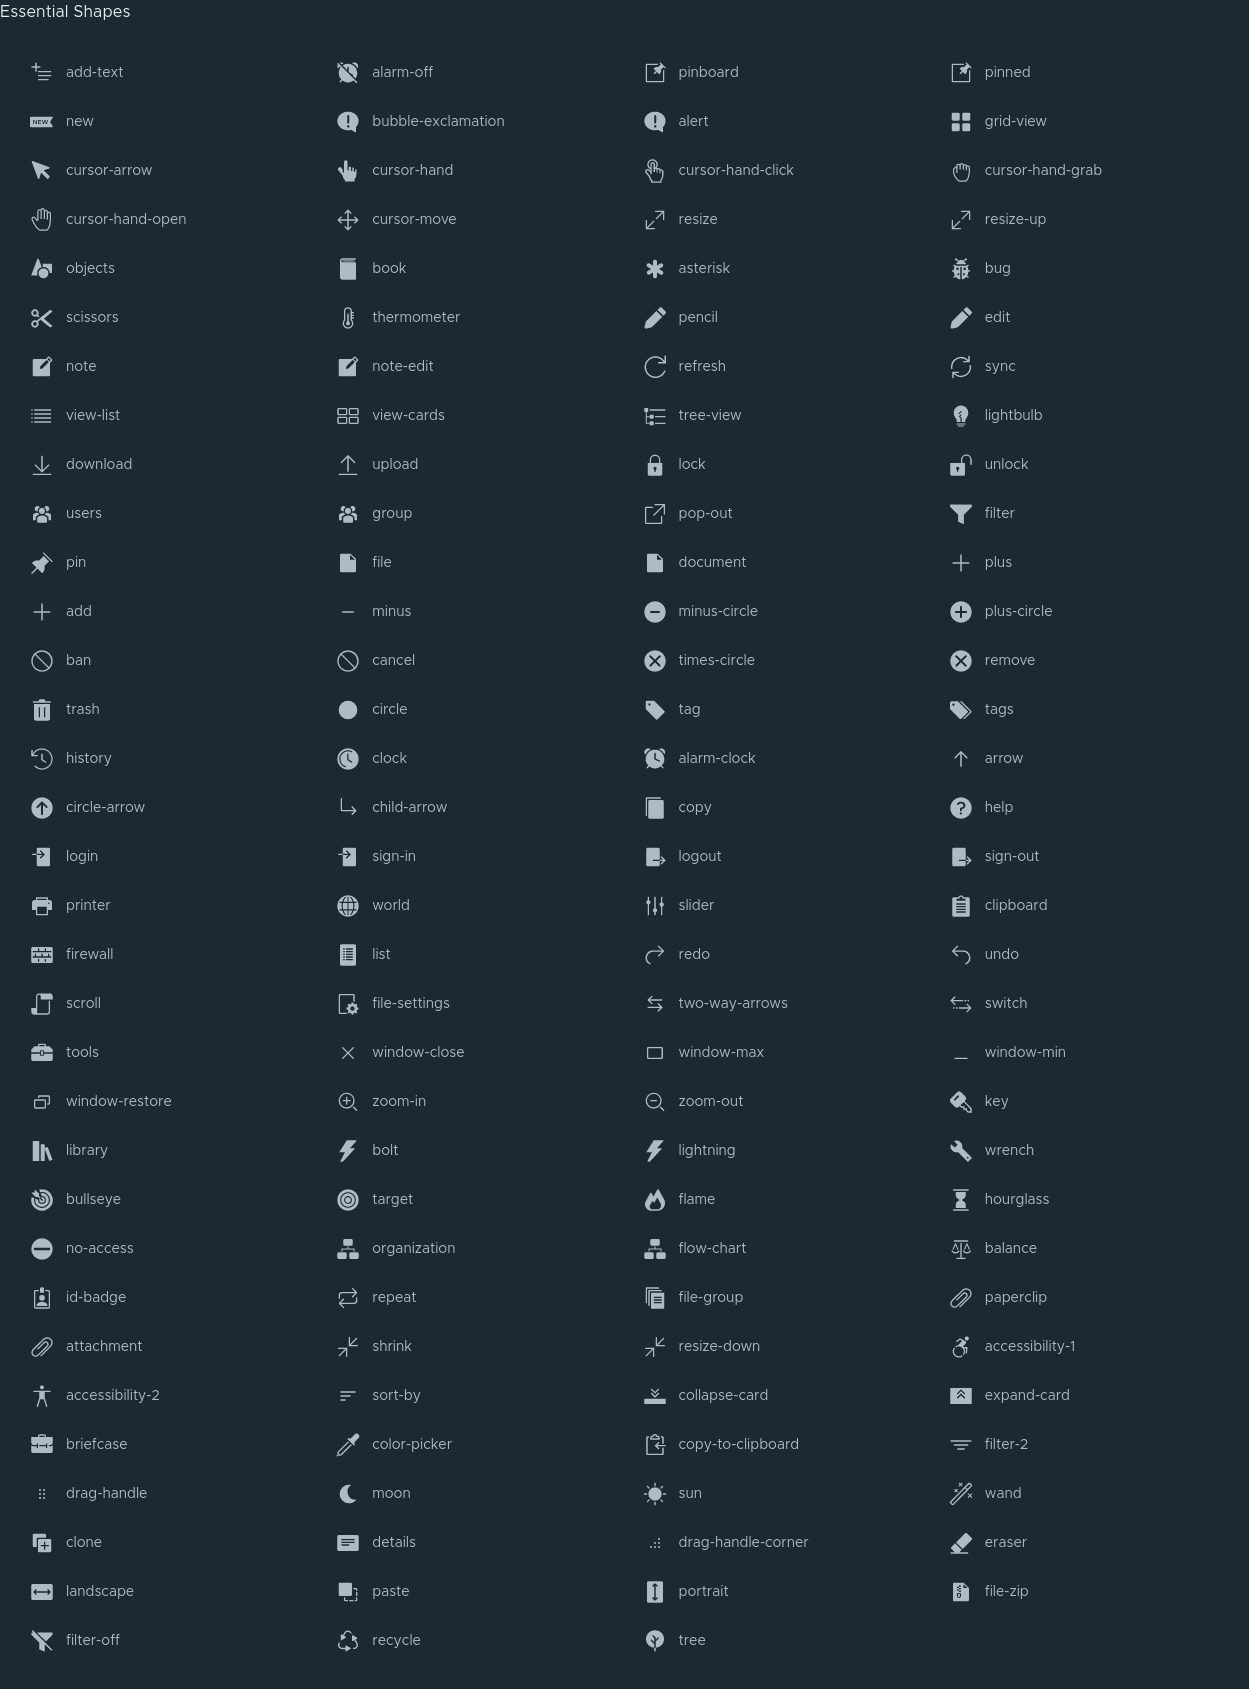 Essential Shapes
add-text alarm-off pinboard pinned
NEW new bubble-exclamation alert grid-view
cursor-arrow cursor-hand cursor-hand-click cursor-hand-grab
cursor-hand-open cursor-move resize resize-up
objects book asterisk bug
scissors thermometer pencil edit
note note-edit refresh sync
view-list view-cards tree-view lightbulb
download upload lock unlock
users group pop-out filter
pin file document plus
add minus minus-circle plus-circle
ban cancel times-circle remove
trash circle tag tags
history clock alarm-clock arrow
circle-arrow child-arrow copy help
login sign-in logout sign-out
printer world slider clipboard
firewall list redo undo
scroll file-settings two-way-arrows switch
tools window-close window-max window-min
window-restore zoom-in zoom-out key
library bolt lightning wrench
bullseye target flame hourglass
no-access organization flow-chart balance
id-badge repeat file-group paperclip
attachment shrink resize-down accessibility-1
accessibility-2 sort-by collapse-card expand-card
briefcase color-picker copy-to-clipboard filter-2
drag-handle moon sun wand
clone details drag-handle-corner eraser
landscape paste portrait file-zip
filter-off recycle tree